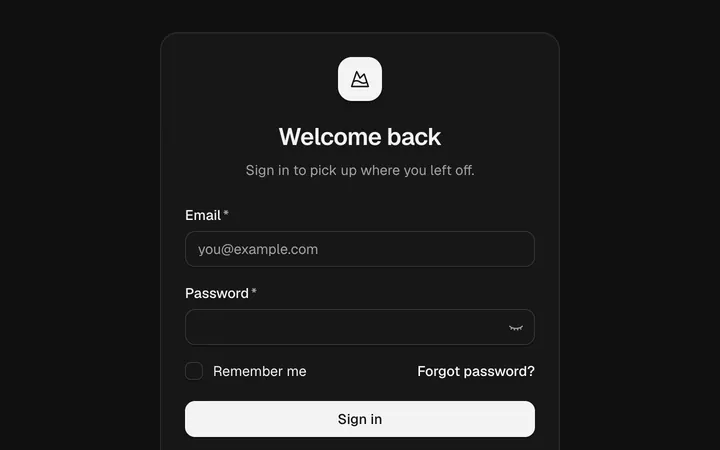 Welcome back
Sign in to pick up where you left off.
Email *
you@example.com
Password *
Remember me
Forgot password?
Sign in